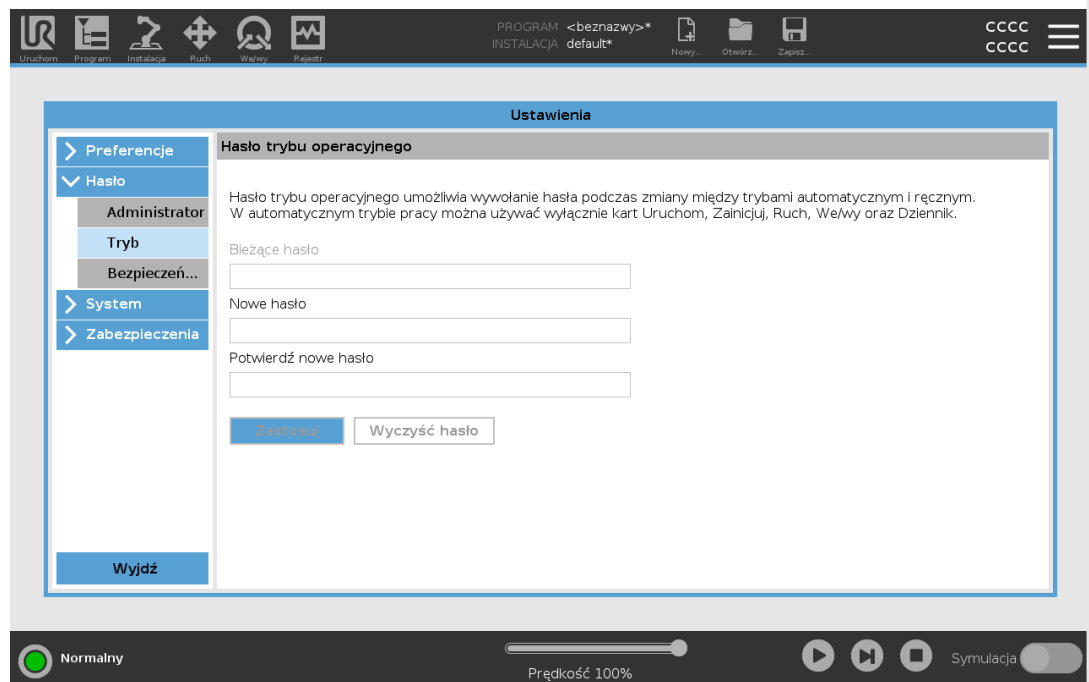 PROGRAM <beznazwy>*
INSTALACJA default*
CCCC
CCCC
Uruchom Program Instalacja Ruch We/wy Rejestr Nowy... Otwórz... Zapisz...
Ustawienia
Preferencje
Hasło
Administrator
Tryb
Bezpieczeń...
System
Zabezpieczenia
Wyjdź
Hasło trybu operacyjnego
Hasło trybu operacyjnego umożliwia wywołanie hasła podczas zmiany między trybami automatycznym i ręcznym.
W automatycznym trybie pracy można używać wyłącznie kart Uruchom, Zainicjuj, Ruch, We/wy oraz Dziennik.
Bieżące hasło
Nowe hasło
Potwierdź nowe hasło
Zastosuj Wyczyść hasło
Normalny
Prędkość 100%
Symulacja